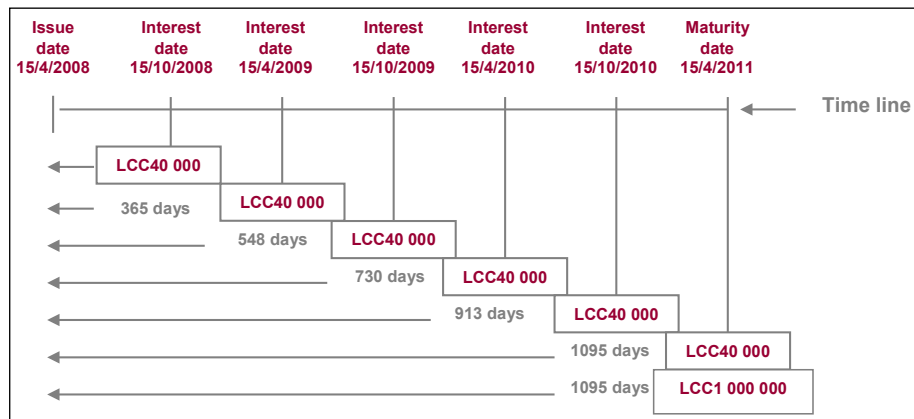 Issue date 15/4/2008
Interest date 15/10/2008
Interest date 15/4/2009
Interest date 15/10/2009
Interest date 15/4/2010
Interest date 15/10/2010
Maturity date 15/4/2011
Time line
LCC40 000
365 days
LCC40 000
548 days
LCC40 000
730 days
LCC40 000
913 days
LCC40 000
1095 days
LCC40 000
1095 days
LCC1 000 000